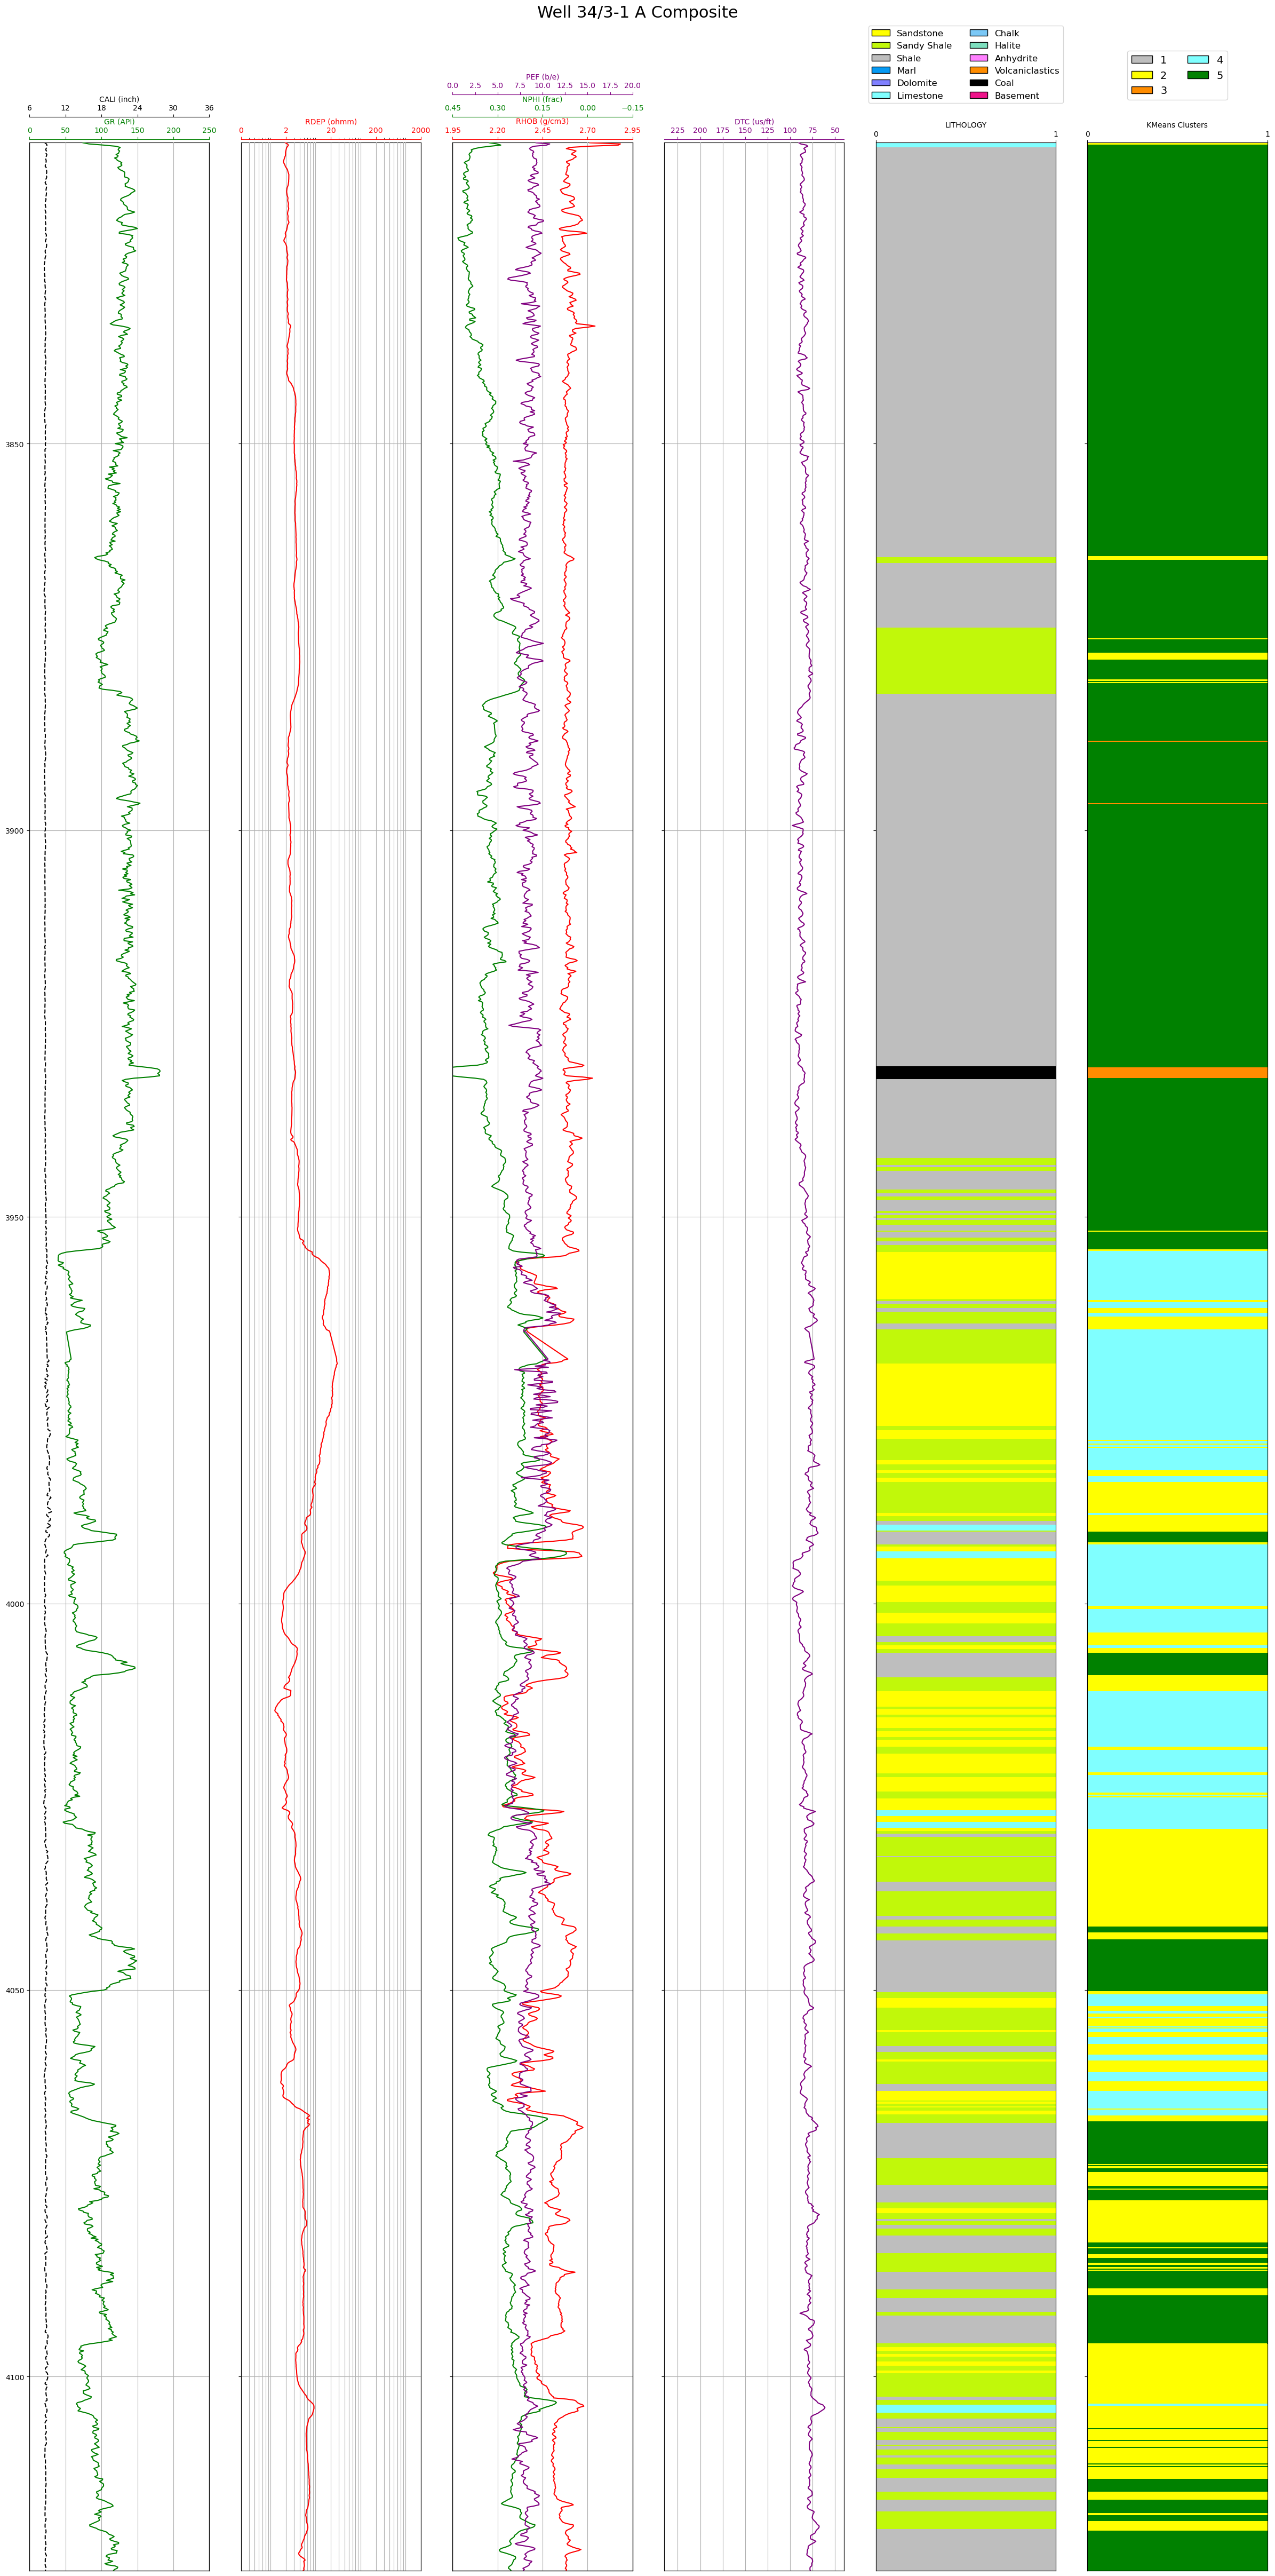 Well 34/3-1 A Composite
Sandstone Chalk
Sandy Shale Halite
Shale Anhydrite
Marl Volcaniclastics
Dolomite Coal
Limestone Basement
1 4
2 5
3
PEF (b/e)
0.0 2.5 5.0 7.5 10.0 12.5 15.0 17.5 20.0
CALI (inch) NPHI (frac)
6 12 18 24 30 36 0.45 0.30 0.15 0.00 −0.15
GR (API) RDEP (ohmm) RHOB (g/cm3) DTC (us/ft) LITHOLOGY KMeans Clusters
0 50 100 150 200 250 0 2 20 200 2000 1.95 2.20 2.45 2.70 2.95 225 200 175 150 125 100 75 50 0 1 0 1
3850
3900
3950
4000
4050
4100